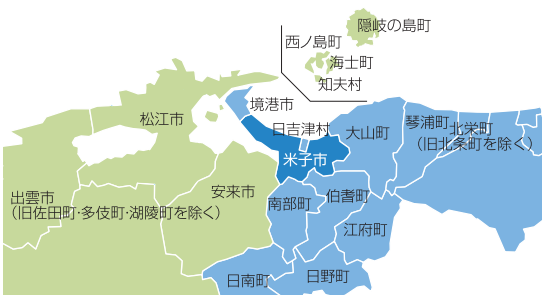 隠岐の島町
西ノ島町
海士町
知夫村
境港市
松江市
日吉津村
大山町
琴浦町
北栄町
（旧北条町を除く）
米子市
出雲市
（旧佐田町・多伎町・湖陵町を除く）
安来市
南部町
伯耆町
江府町
日南町
日野町